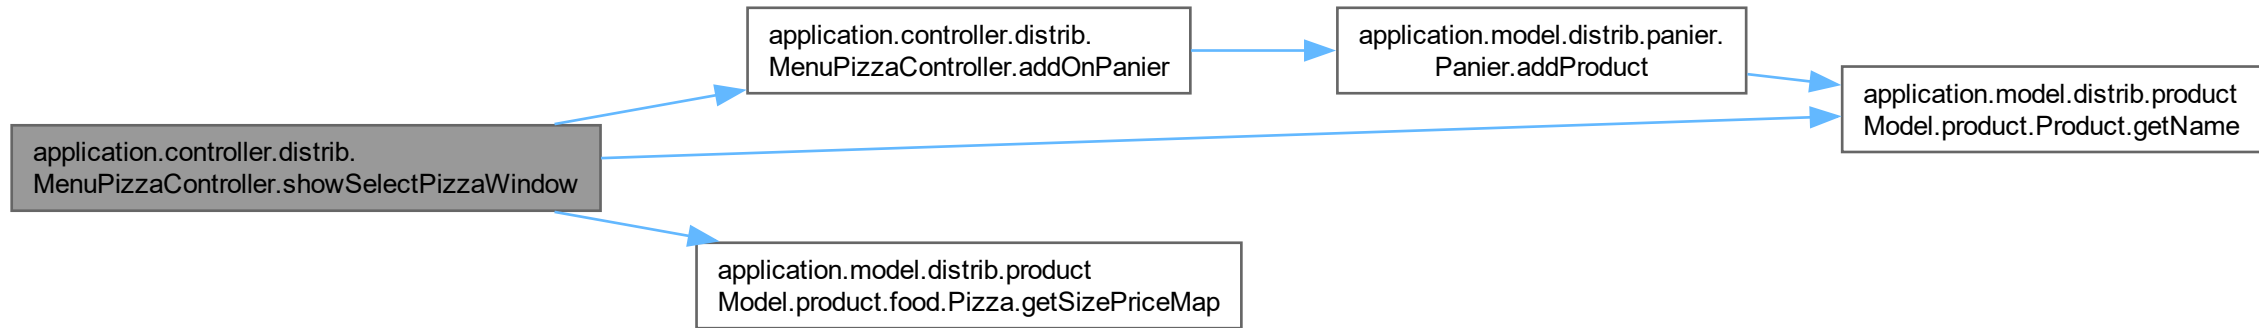 application.controller.distrib.
MenuPizzaController.showSelectPizzaWindow
application.controller.distrib.
MenuPizzaController.addOnPanier
application.model.distrib.panier.
Panier.addProduct
application.model.distrib.product
Model.product.Product.getName
application.model.distrib.product
Model.product.food.Pizza.getSizePriceMap